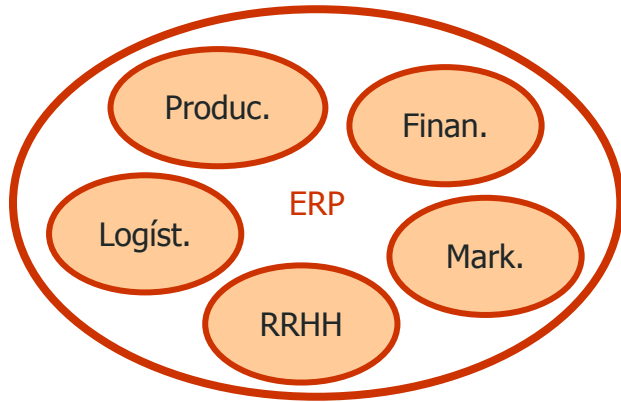 Produc.
Finan.
ERP
Logíst.
Mark.
RRHH